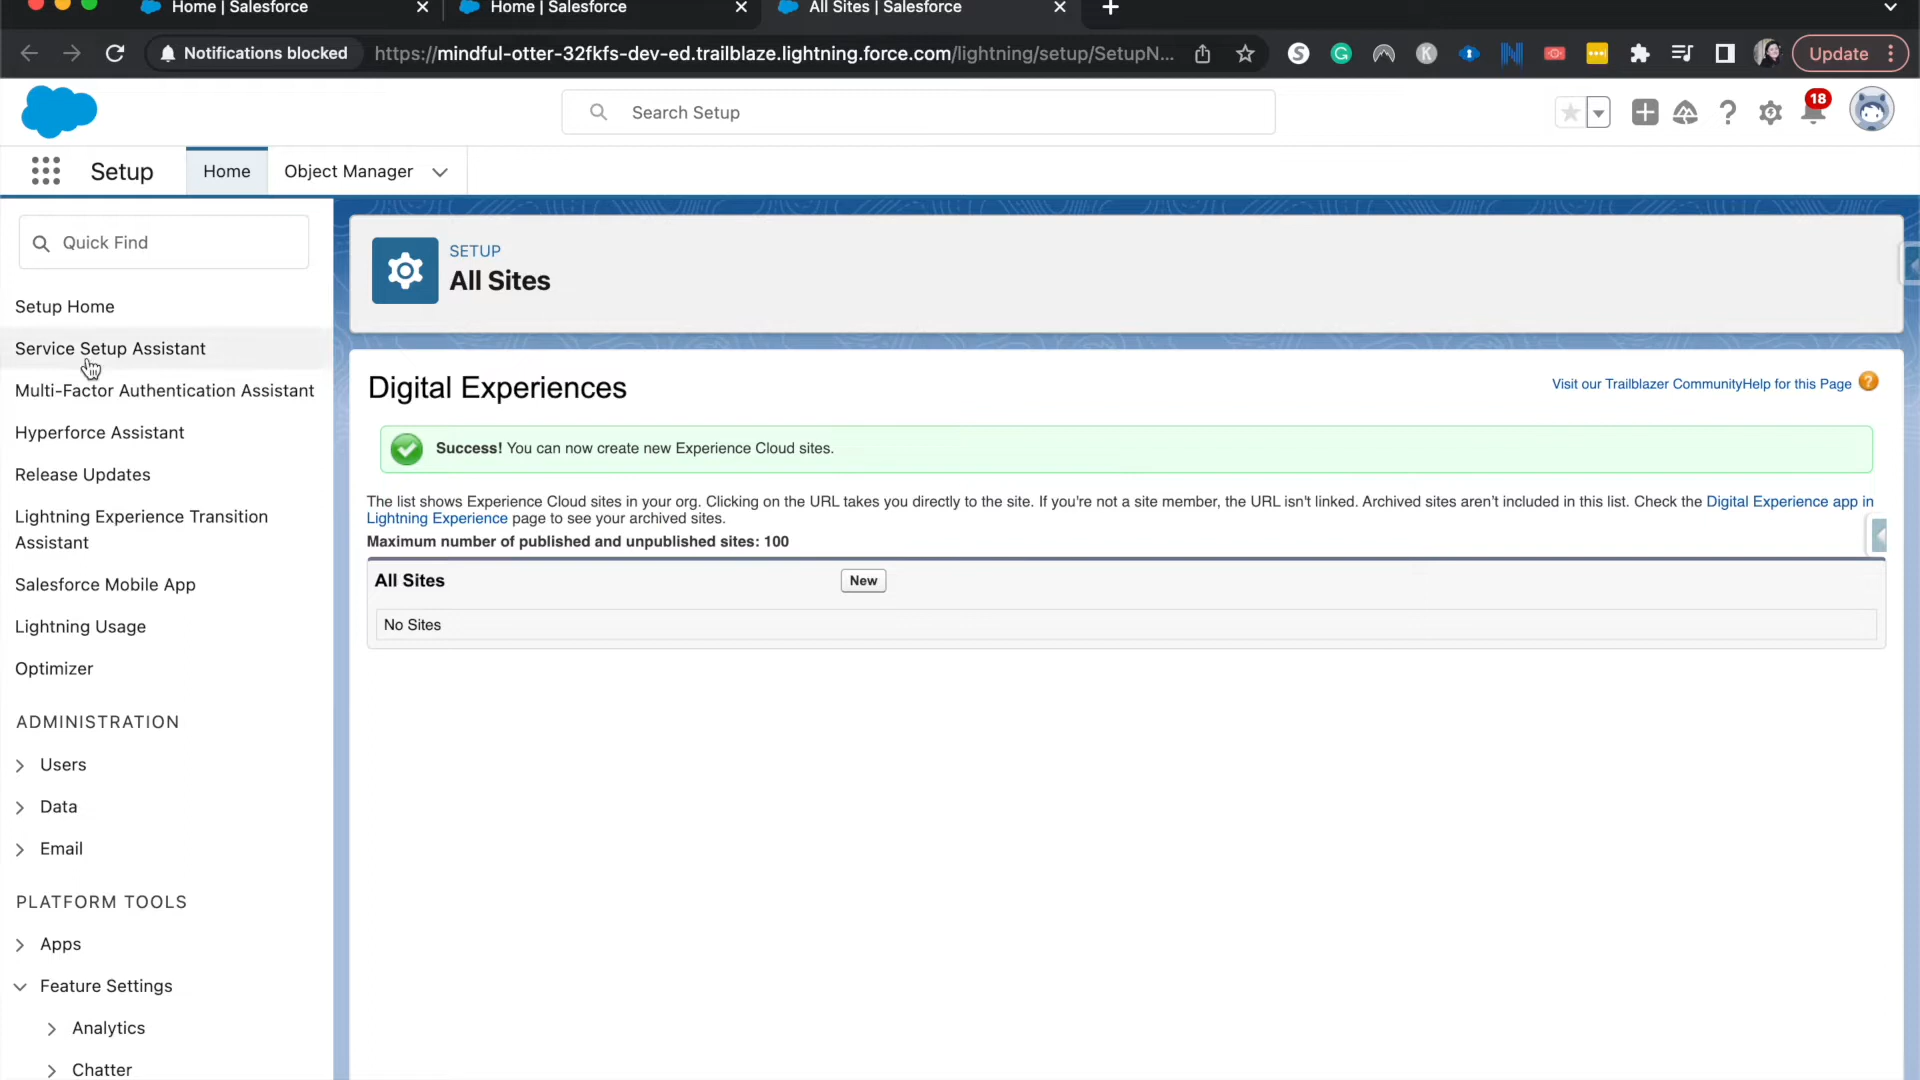 Home | Salesforce
Home | Salesforce
All Sites | Salesforce
Notifications blocked
https://mindful-otter-32fkfs-dev-ed.trailblaze.lightning.force.com/lightning/setup/SetupN...
Update
Search Setup
18
Setup
Home
Object Manager
Quick Find
Setup Home
Service Setup Assistant
Multi-Factor Authentication Assistant
Hyperforce Assistant
Release Updates
Lightning Experience Transition
Assistant
Salesforce Mobile App
Lightning Usage
Optimizer
ADMINISTRATION
Users
Data
Email
PLATFORM TOOLS
Apps
Feature Settings
Analytics
Chatter
SETUP
All Sites
Digital Experiences
Visit our Trailblazer CommunityHelp for this Page
Success! You can now create new Experience Cloud sites.
The list shows Experience Cloud sites in your org. Clicking on the URL takes you directly to the site. If you're not a site member, the URL isn't linked. Archived sites aren't included in this list. Check the Digital Experience app in
Lightning Experience page to see your archived sites.
Maximum number of published and unpublished sites: 100
All Sites
New
No Sites